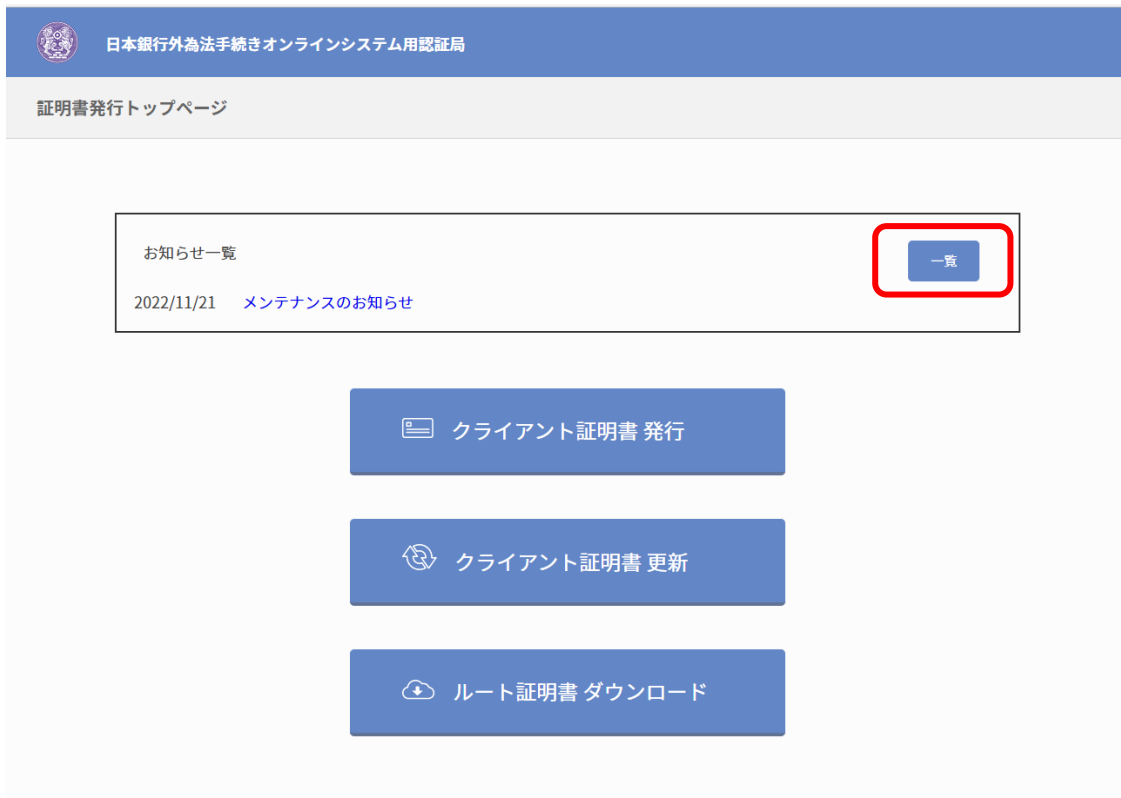 日本銀行外為法手続きオンラインシステム用認証局
証明書発行トップページ
お知らせ一覧
一覧
2022/11/21 メンテナンスのお知らせ
クライアント証明書 発行
クライアント証明書 更新
ルート証明書 ダウンロード